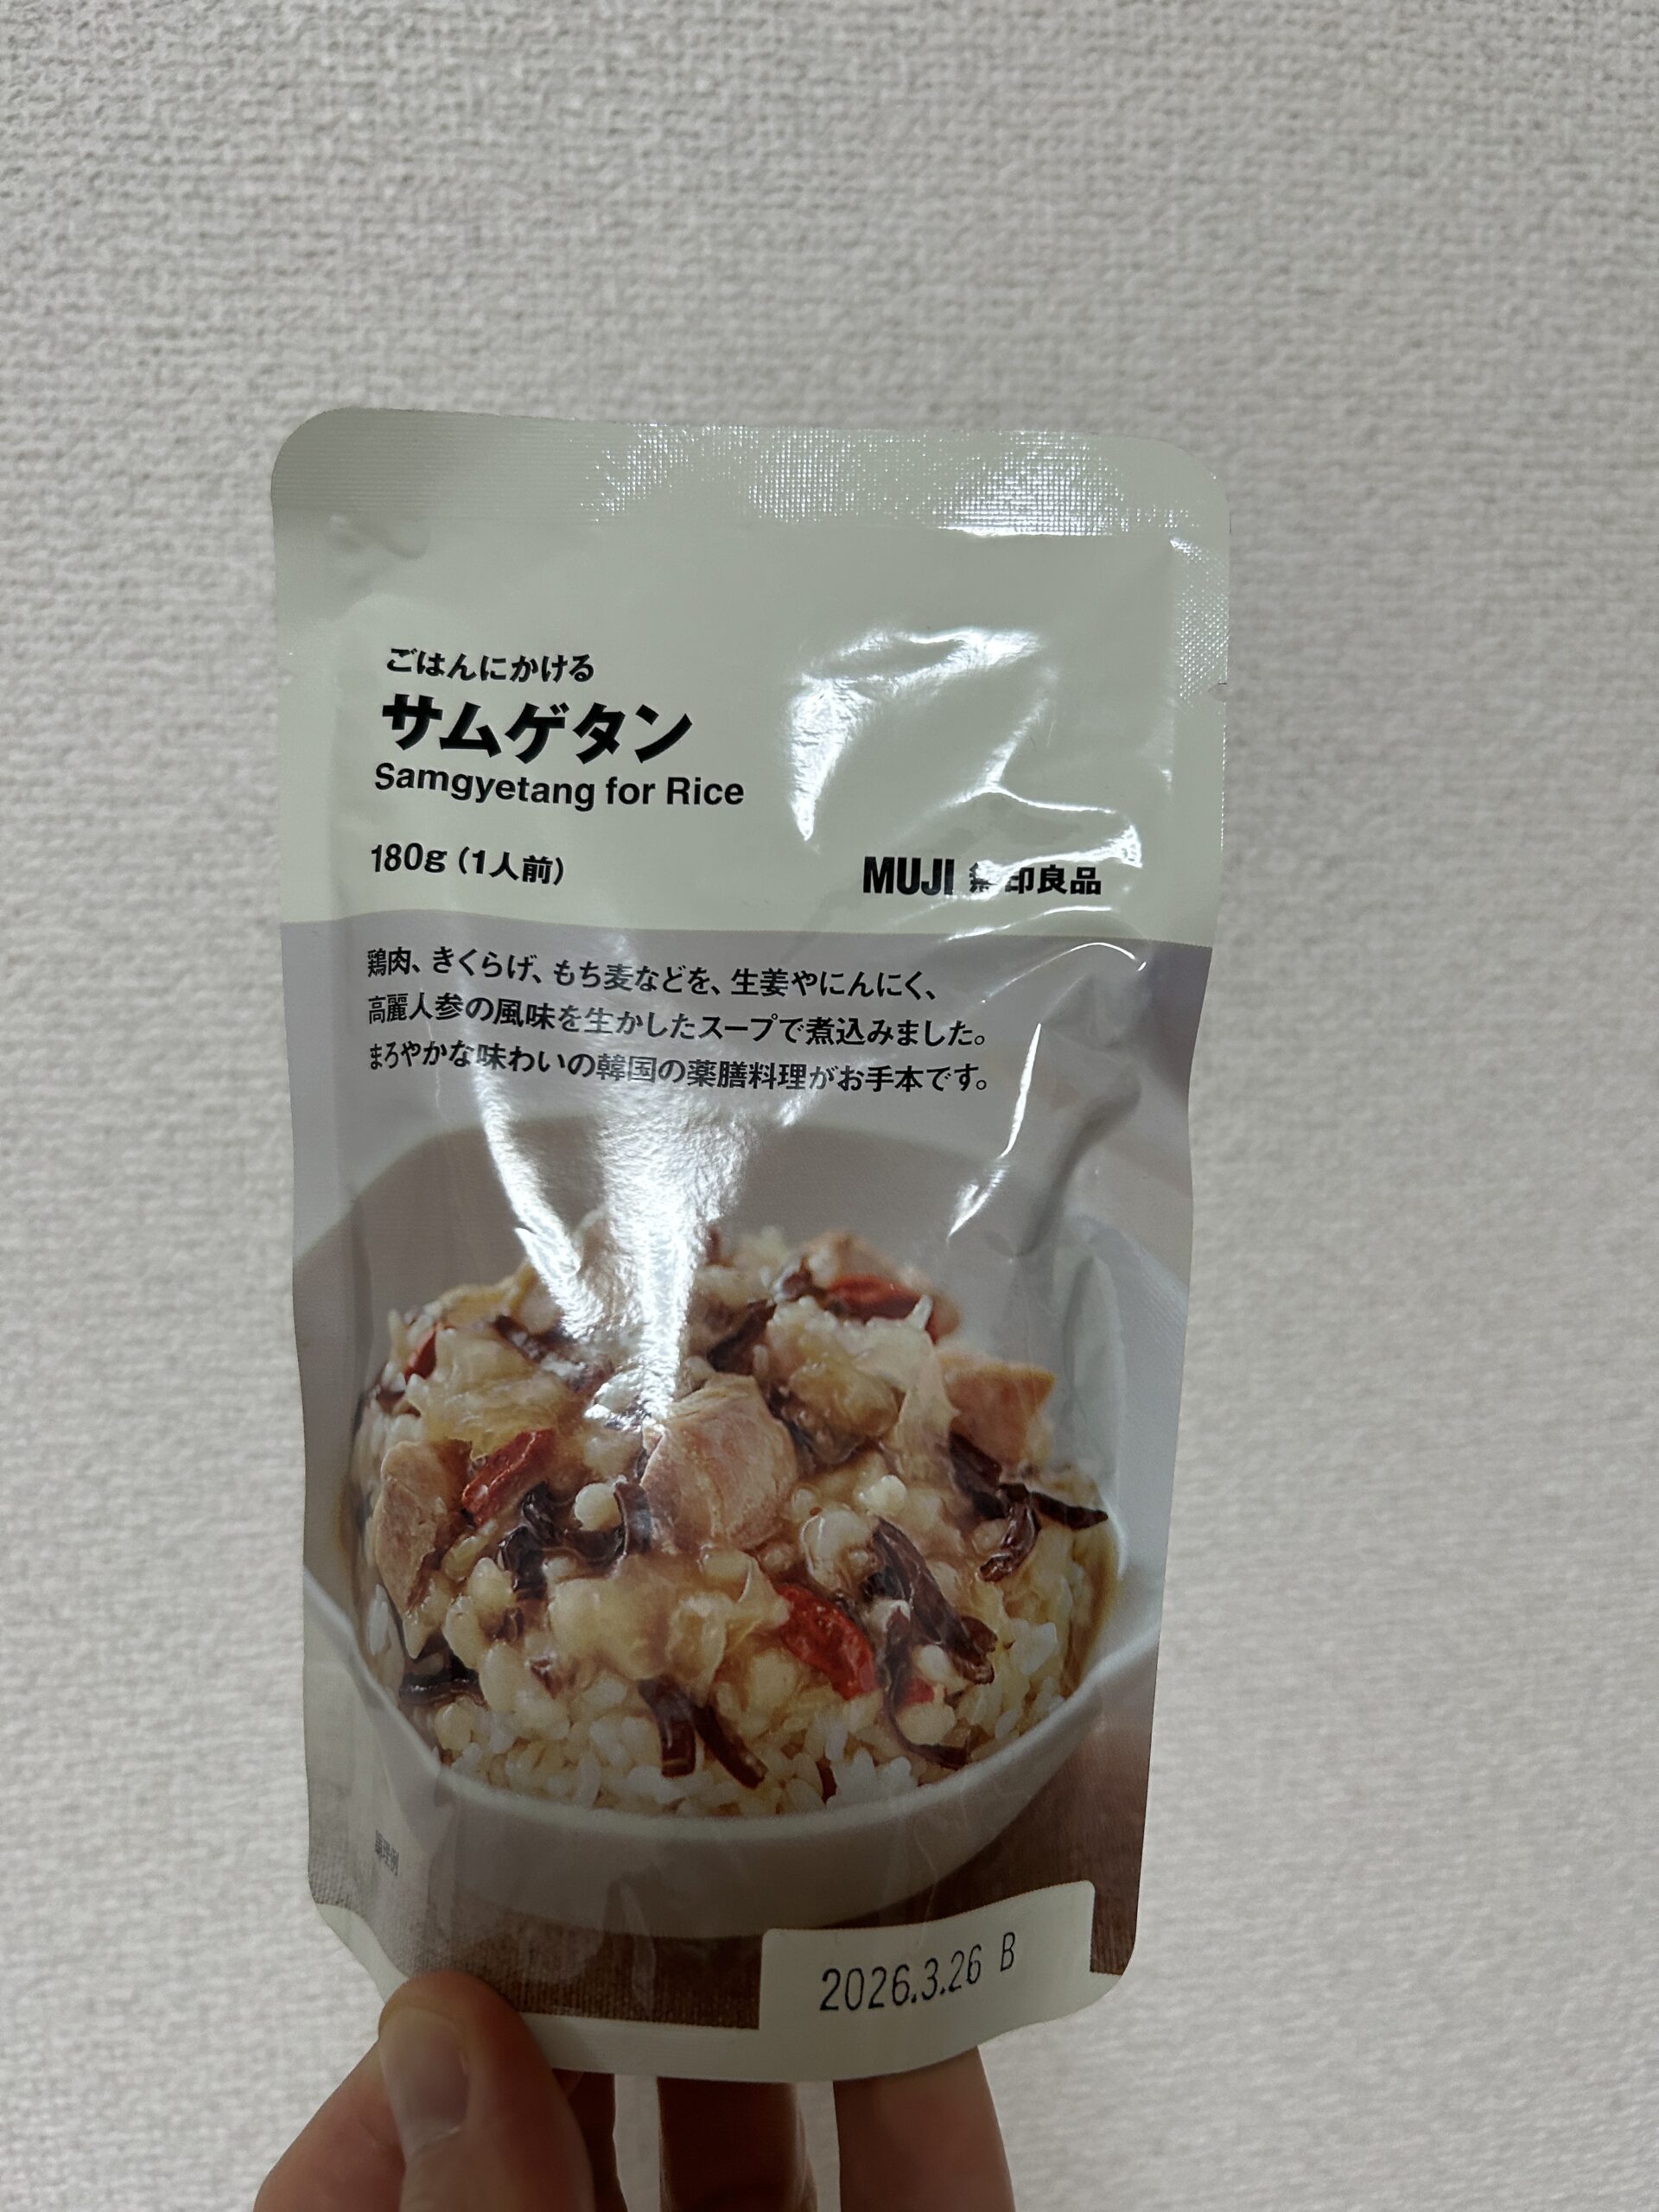 ごはんにかける
サムゲタン
Samgyetang for Rice
180g（1人前）
MUJI 無印良品
鶏肉、きくらげ、もち麦などを、生姜やにんにく、
高麗人参の風味を生かしたスープで煮込みました。
まろやかな味わいの韓国の薬膳料理がお手本です。
調理例
2026.3.26 B